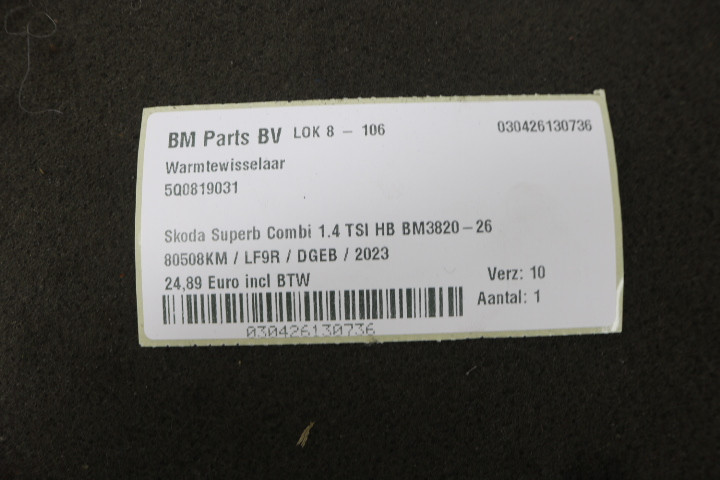 BM Parts BV LOK 8 - 106 030426130736
Warmtewisselaar
5Q0819031
Skoda Superb Combi 1.4 TSI HB BM3820-26
80508KM / LF9R / DGEB / 2023
24,89 Euro incl BTW Verz: 10
Aantal: 1
030426130736